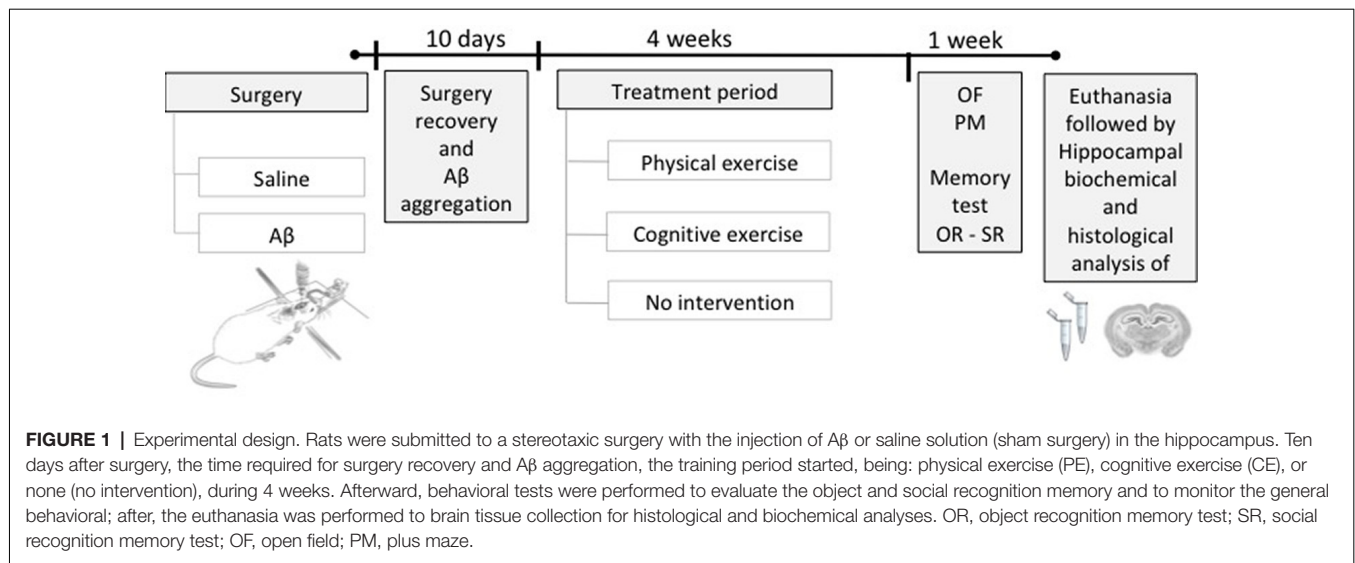 10 days
4 weeks
1 week
Surgery
Saline
Aβ
Surgery
recovery
and
Aβ
aggregation
Treatment period
Physical exercise
Cognitive exercise
No intervention
OF
PM
Memory
test
OR - SR
Euthanasia
followed by
Hippocampal
biochemical
and
histological
analysis of
FIGURE 1 | Experimental design. Rats were submitted to a stereotaxic surgery with the injection of Aβ or saline solution (sham surgery) in the hippocampus. Ten
days after surgery, the time required for surgery recovery and Aβ aggregation, the training period started, being: physical exercise (PE), cognitive exercise (CE), or
none (no intervention), during 4 weeks. Afterward, behavioral tests were performed to evaluate the object and social recognition memory and to monitor the general
behavioral; after, the euthanasia was performed to brain tissue collection for histological and biochemical analyses. OR, object recognition memory test; SR, social
recognition memory test; OF, open field; PM, plus maze.